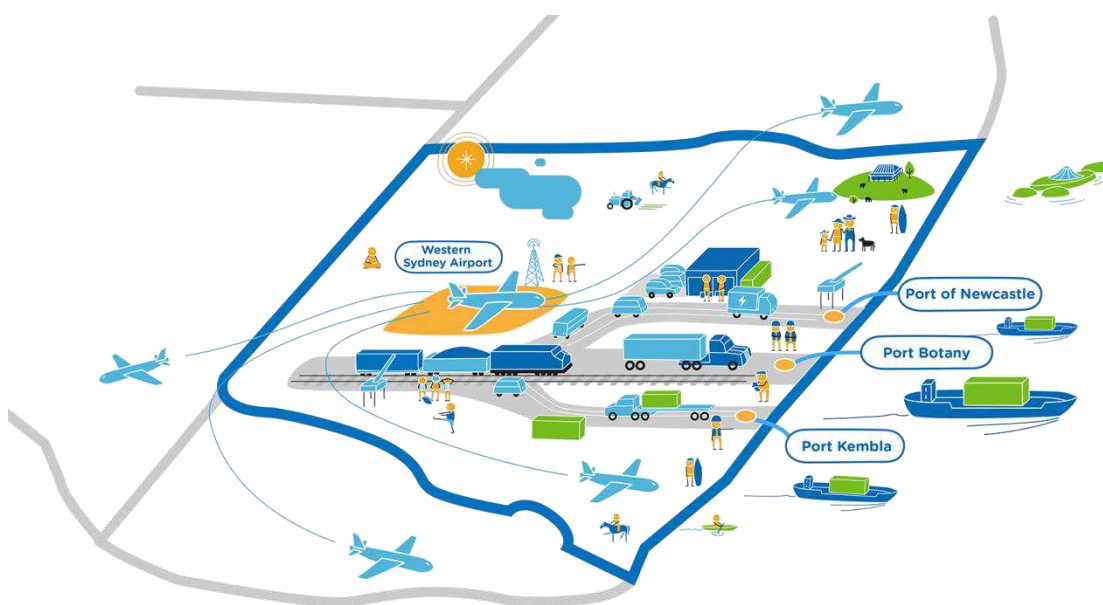 Western
Sydney Airport
Port of Newcastle
Port Botany
Port Kembla